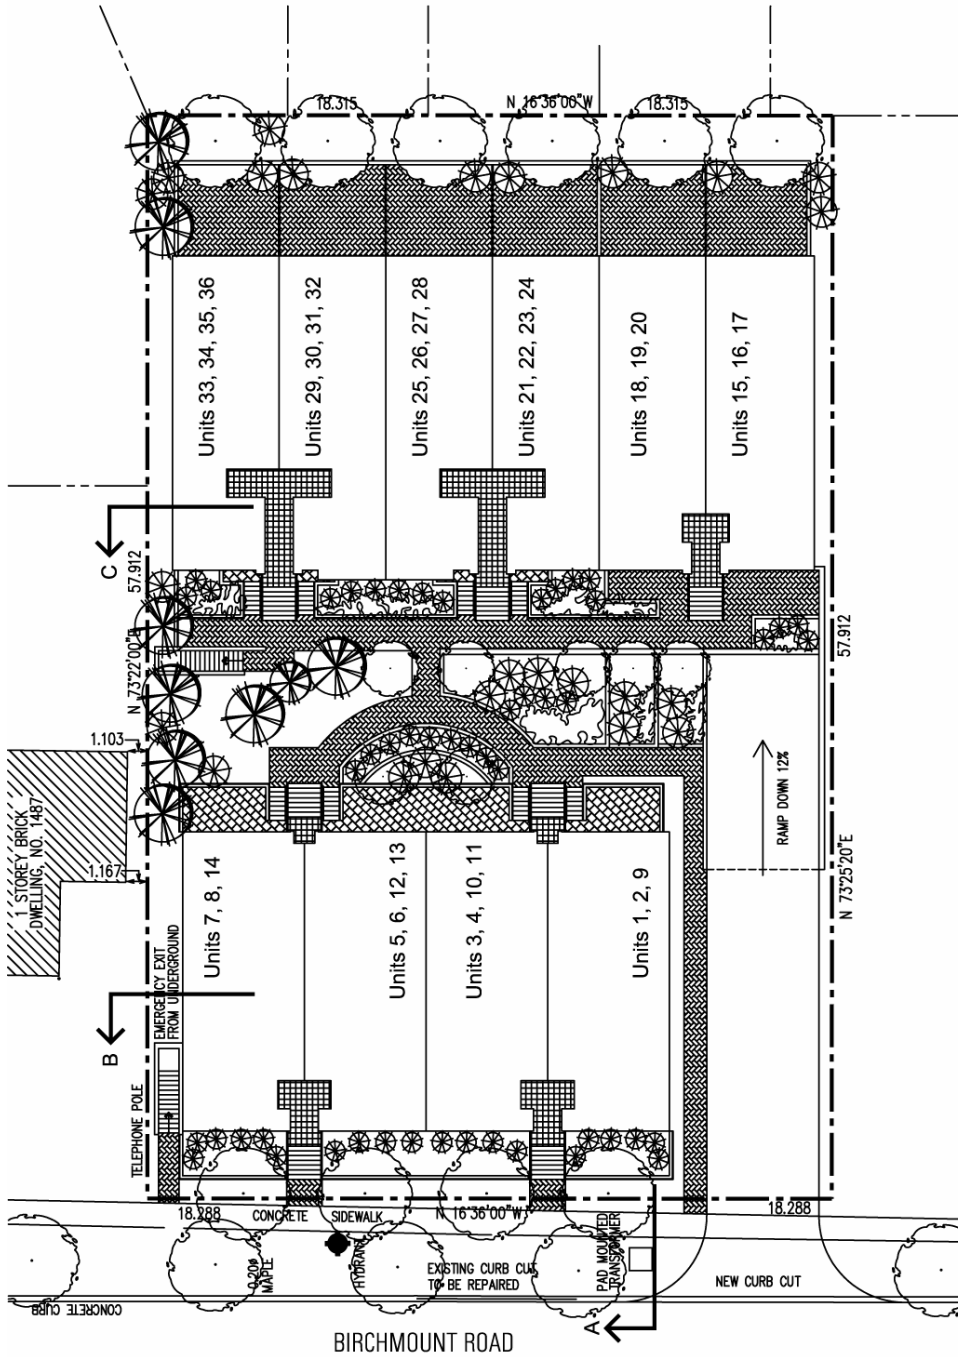 18.315
N 16°36'00"W
18.315
Units 33, 34, 35, 36
Units 29, 30, 31, 32
Units 25, 26, 27, 28
Units 21, 22, 23, 24
Units 18, 19, 20
Units 15, 16, 17
C
57.912
N 73°22'00"E
57.912
1.103
1 STOREY BRICK
DWELLING, NO. 1487
1.167
RAMP DOWN 12%
N 73°25'20"E
Units 7, 8, 14
Units 5, 6, 12, 13
Units 3, 4, 10, 11
Units 1, 2, 9
EMERGENCY EXIT
FROM UNDERGROUND
B
TELEPHONE POLE
18.288
CONCRETE SIDEWALK
N 16°36'00"W
18.288
0.20ø
MAPLE
HYDRANT
EXISTING CURB CUT
TO BE REPAIRED
PAD MOUNTED
TRANSFORMER
NEW CURB CUT
CONCRETE CURB
A
BIRCHMOUNT ROAD